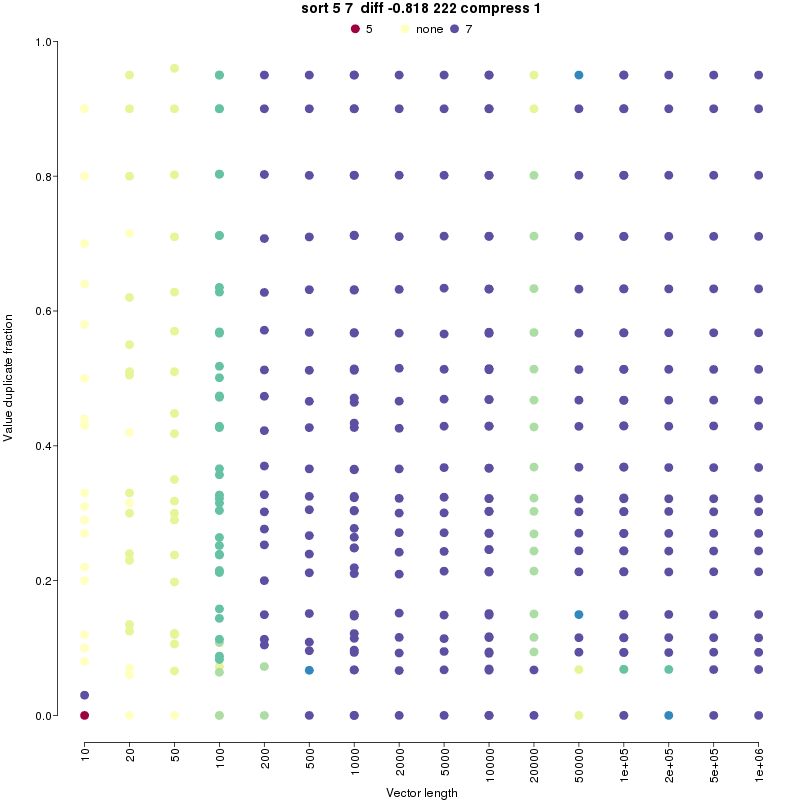 sort 5 7 diff -0.818 222 compress 1
5 none 7
1.0
0.8
0.6
0.4
0.2
0.0
Value duplicate fraction
10 20 50 100 200 500 1000 2000 5000 10000 20000 50000 1e+05 2e+05 5e+05 1e+06
Vector length